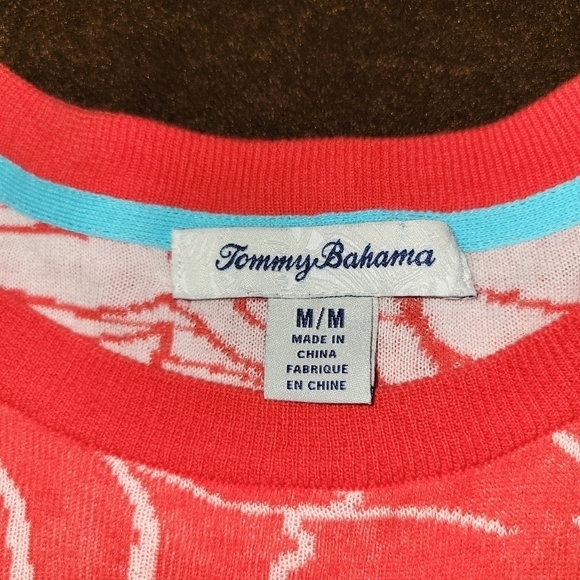 Tommy Bahama
M/M
MADE IN
CHINA
FABRIQUE
EN CHINE